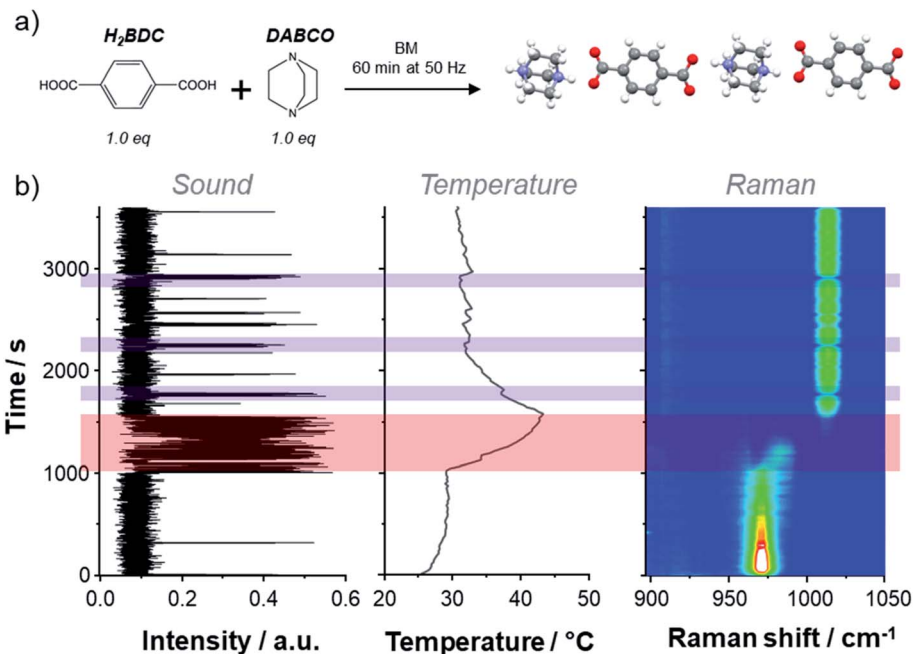 a)
H₂BDC
DABCO
HOOC
COOH
+
N
N
1.0 eq
1.0 eq
BM
60 min at 50 Hz
b)
Sound
Temperature
Raman
Time / s
3000
2000
1000
0
0.0 0.2 0.4 0.6
20 30 40 50
900 950 1000 1050
Intensity / a.u.
Temperature / °C
Raman shift / cm⁻¹